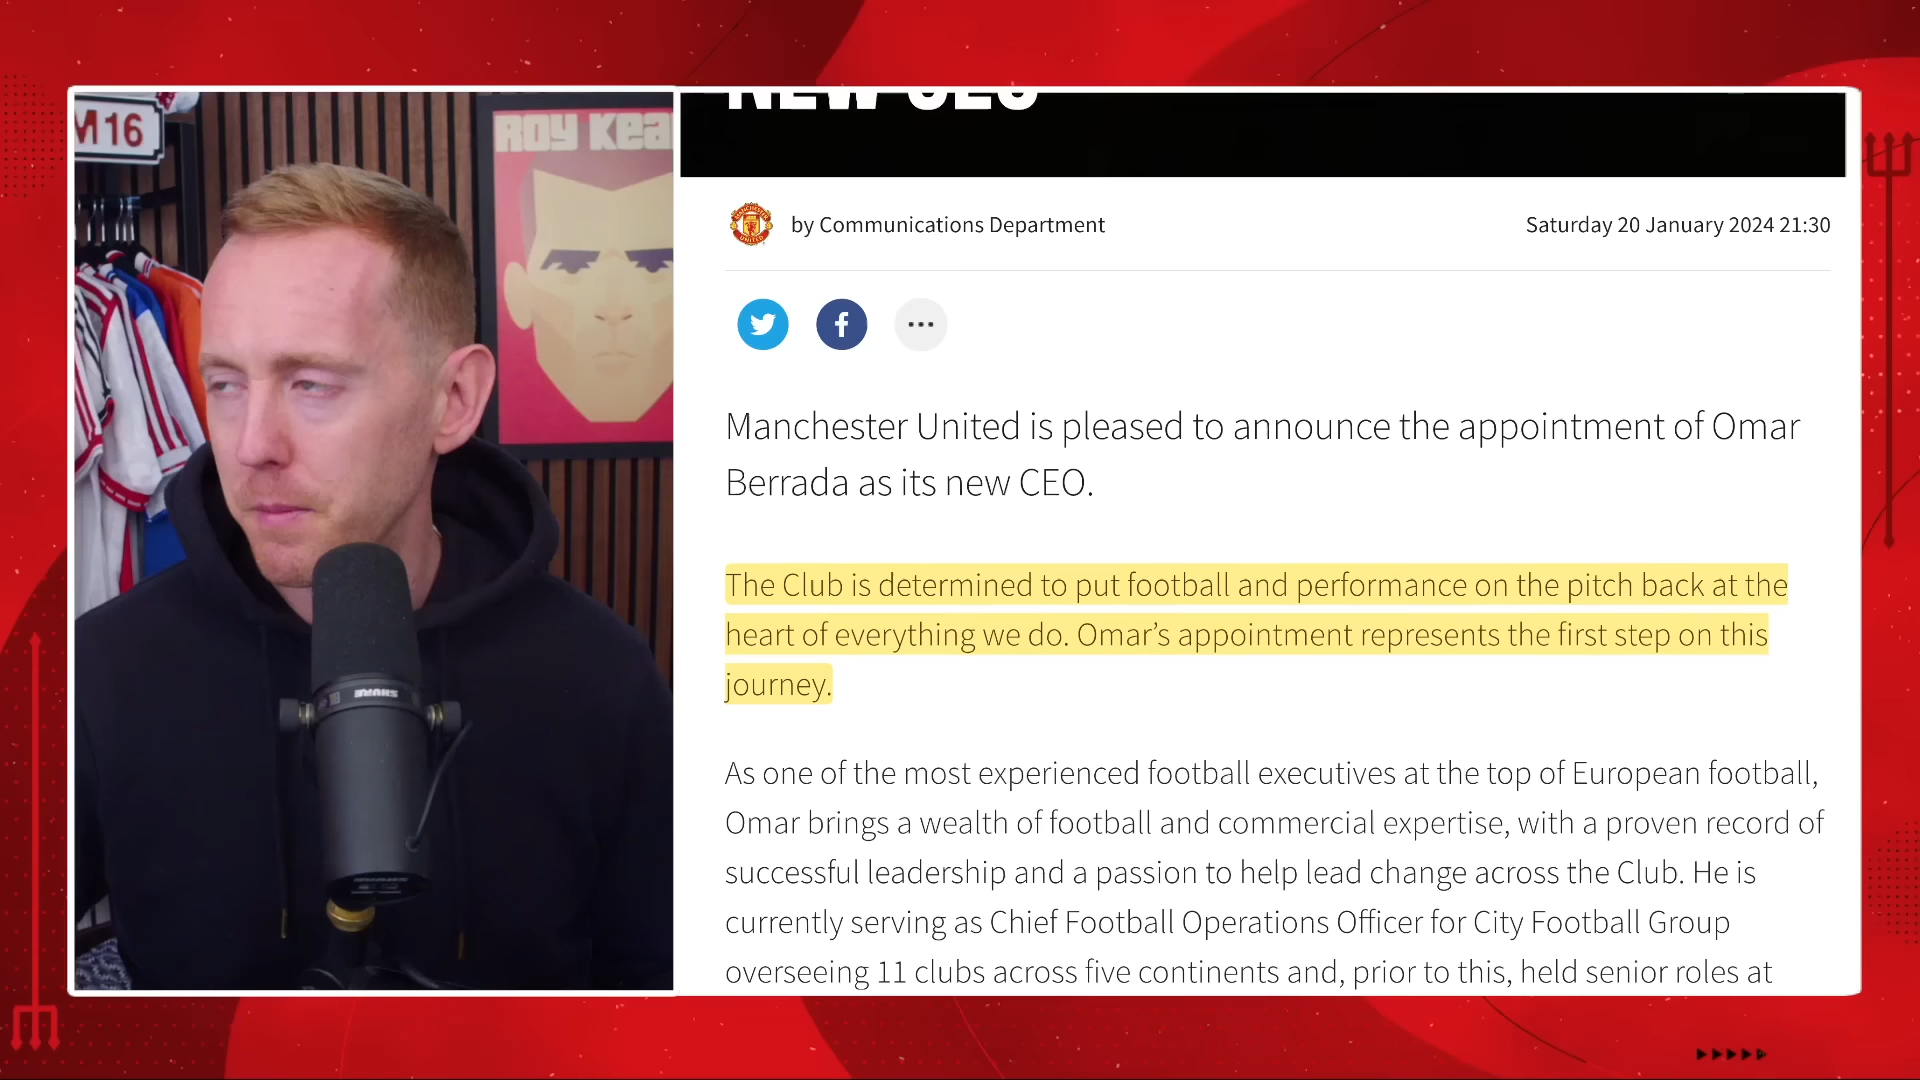 M16
ROY Kea
NEW CEO
by Communications Department
Saturday 20 January 2024 21:30
Manchester United is pleased to announce the appointment of Omar
Berrada as its new CEO.
The Club is determined to put football and performance on the pitch back at the
heart of everything we do. Omar’s appointment represents the first step on this
journey.
As one of the most experienced football executives at the top of European football,
Omar brings a wealth of football and commercial expertise, with a proven record of
successful leadership and a passion to help lead change across the Club. He is
currently serving as Chief Football Operations Officer for City Football Group
overseeing 11 clubs across five continents and, prior to this, held senior roles at
MANCHESTER
UNITED
SHURE